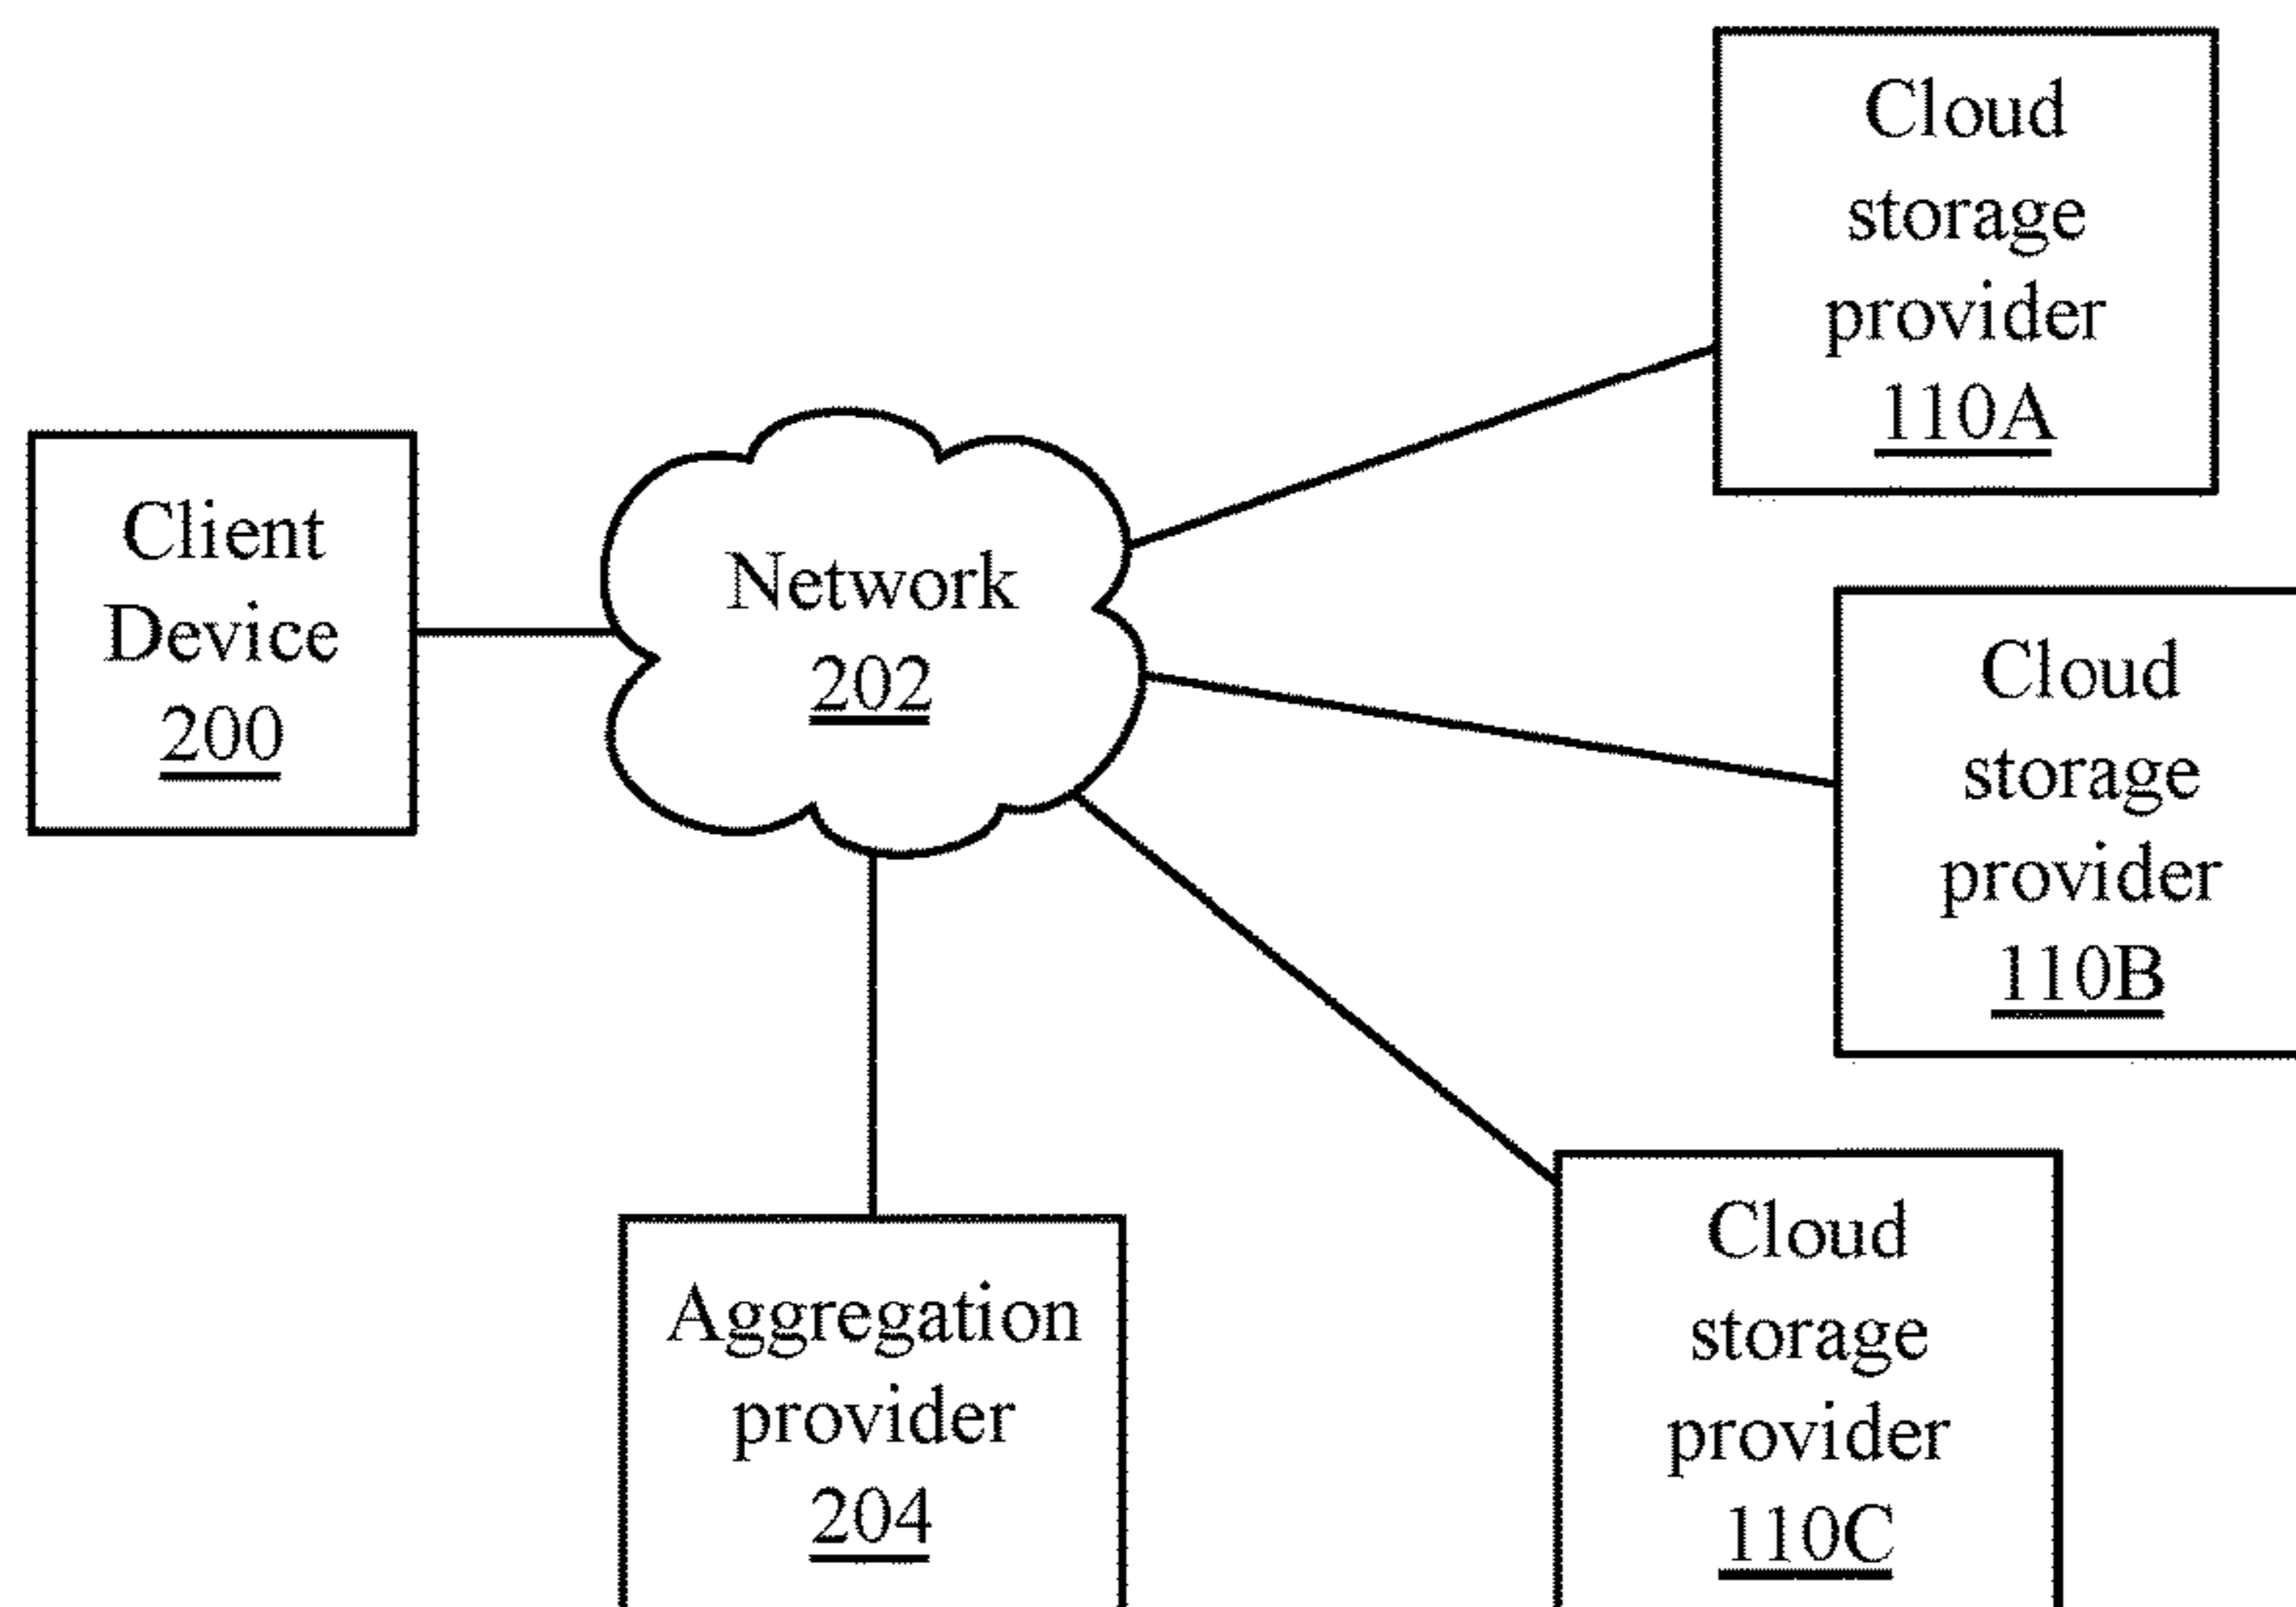 Cloud
storage
provider
110A
Client
Device
200
Network
202
Cloud
storage
provider
110B
Aggregation
provider
204
Cloud
storage
provider
110C